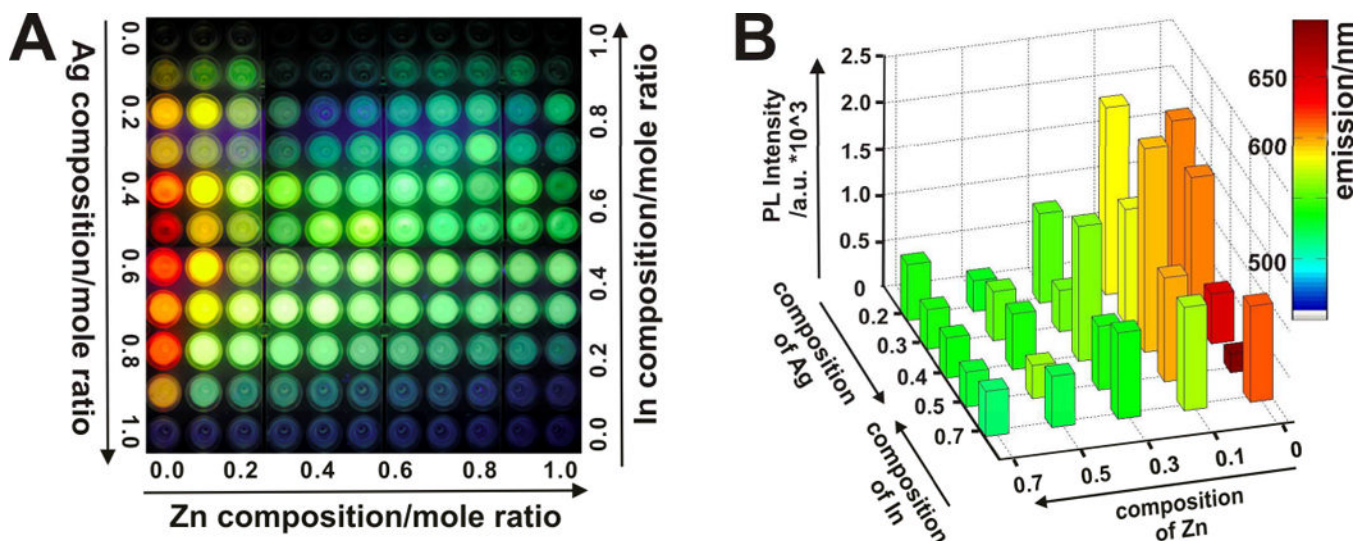 A
Ag composition/mole ratio
0.0
0.2
0.4
0.6
0.8
1.0
In composition/mole ratio
1.0
0.8
0.6
0.4
0.2
0.0
0.0 0.2 0.4 0.6 0.8 1.0
Zn composition/mole ratio
B
PL Intensity
/a.u. *10^3
2.5
2.0
1.5
1.0
0.5
0
composition
of Ag
0.2
0.3
0.4
0.5
0.7
composition
of In
0.7 0.5 0.3 0.1 0
composition
of Zn
emission/nm
650
600
500